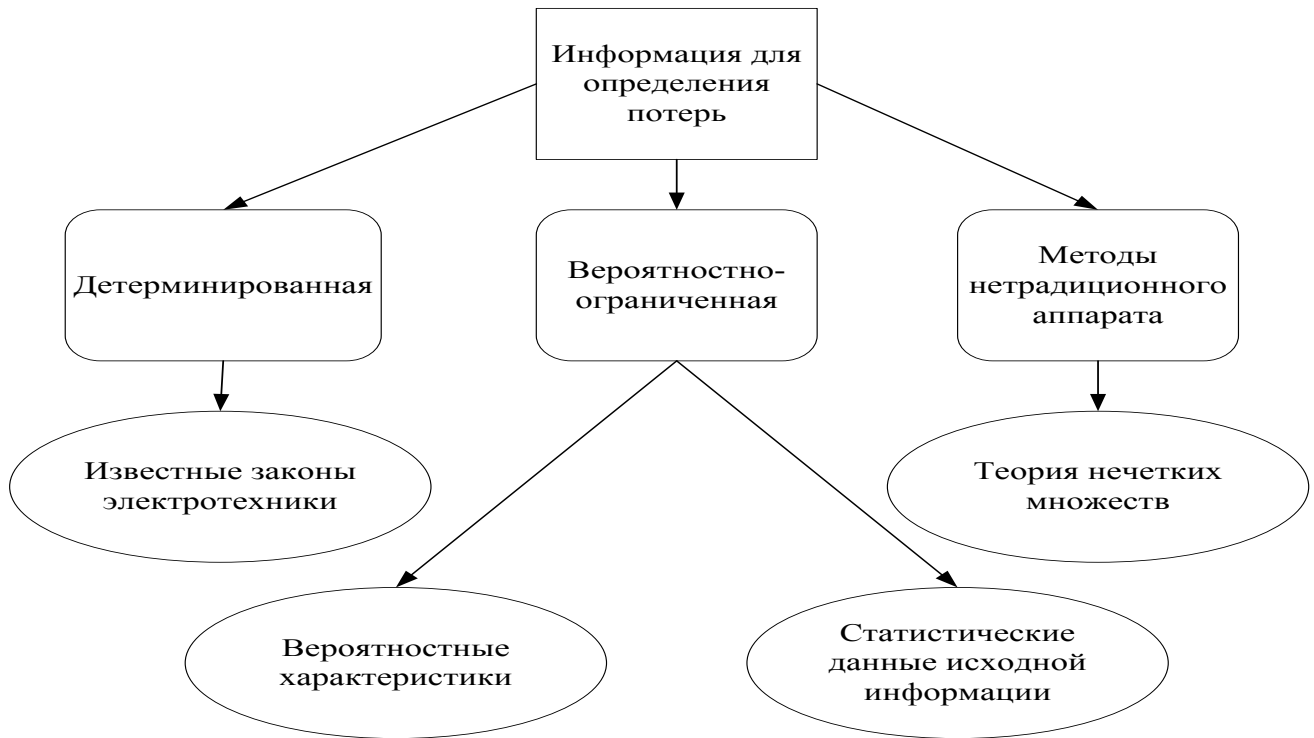 Информация для
определения
потерь
Детерминированная
Вероятностно-
ограниченная
Методы
нетрадиционного
аппарата
Известные законы
электротехники
Теория нечетких
множеств
Вероятностные
характеристики
Статистические
данные исходной
информации